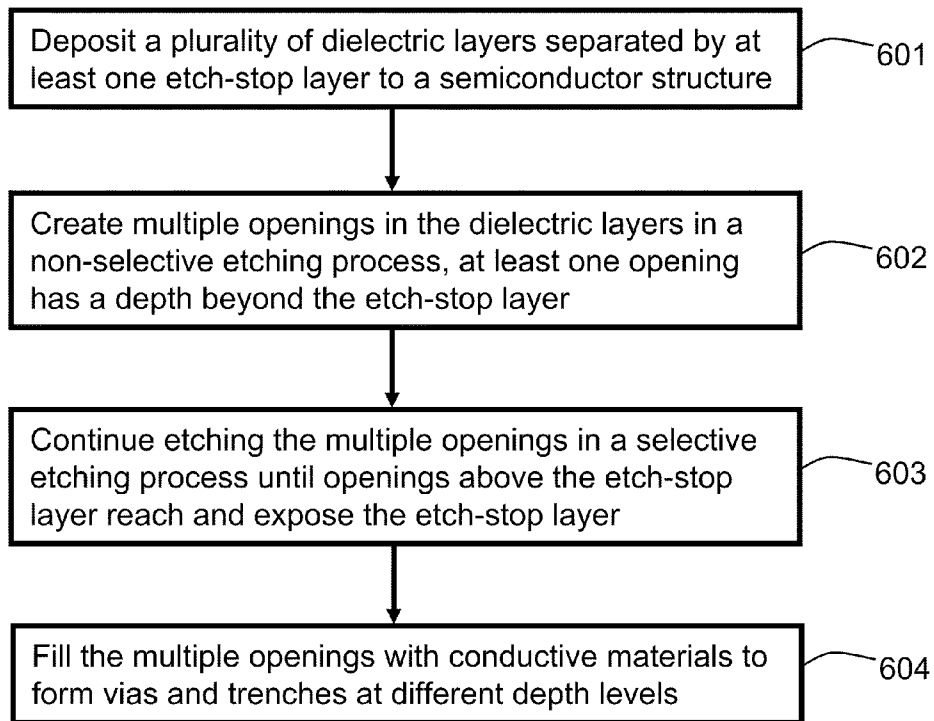 Deposit a plurality of dielectric layers separated by at
least one etch-stop layer to a semiconductor structure
601
Create multiple openings in the dielectric layers in a
non-selective etching process, at least one opening
has a depth beyond the etch-stop layer
602
Continue etching the multiple openings in a selective
etching process until openings above the etch-stop
layer reach and expose the etch-stop layer
603
Fill the multiple openings with conductive materials to
form vias and trenches at different depth levels
604